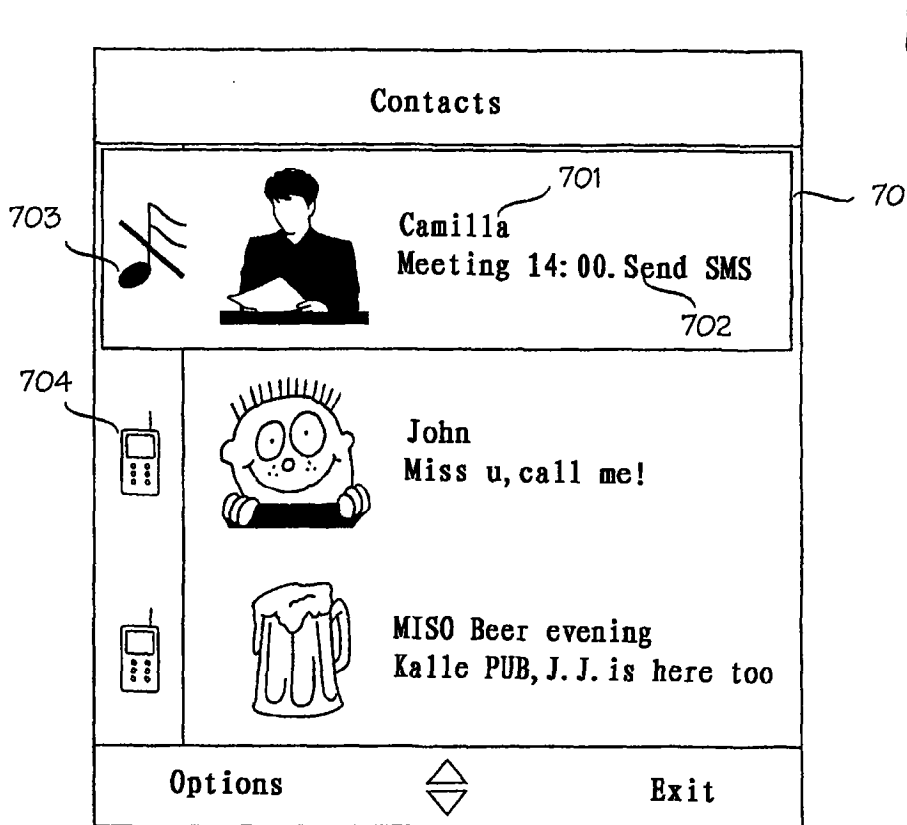 Contacts
701
70
703
Camilla
Meeting 14:00. Send SMS
702
704
John
Miss u, call me!
MISO Beer evening
Kalle PUB, J. J. is here too
Options
Exit